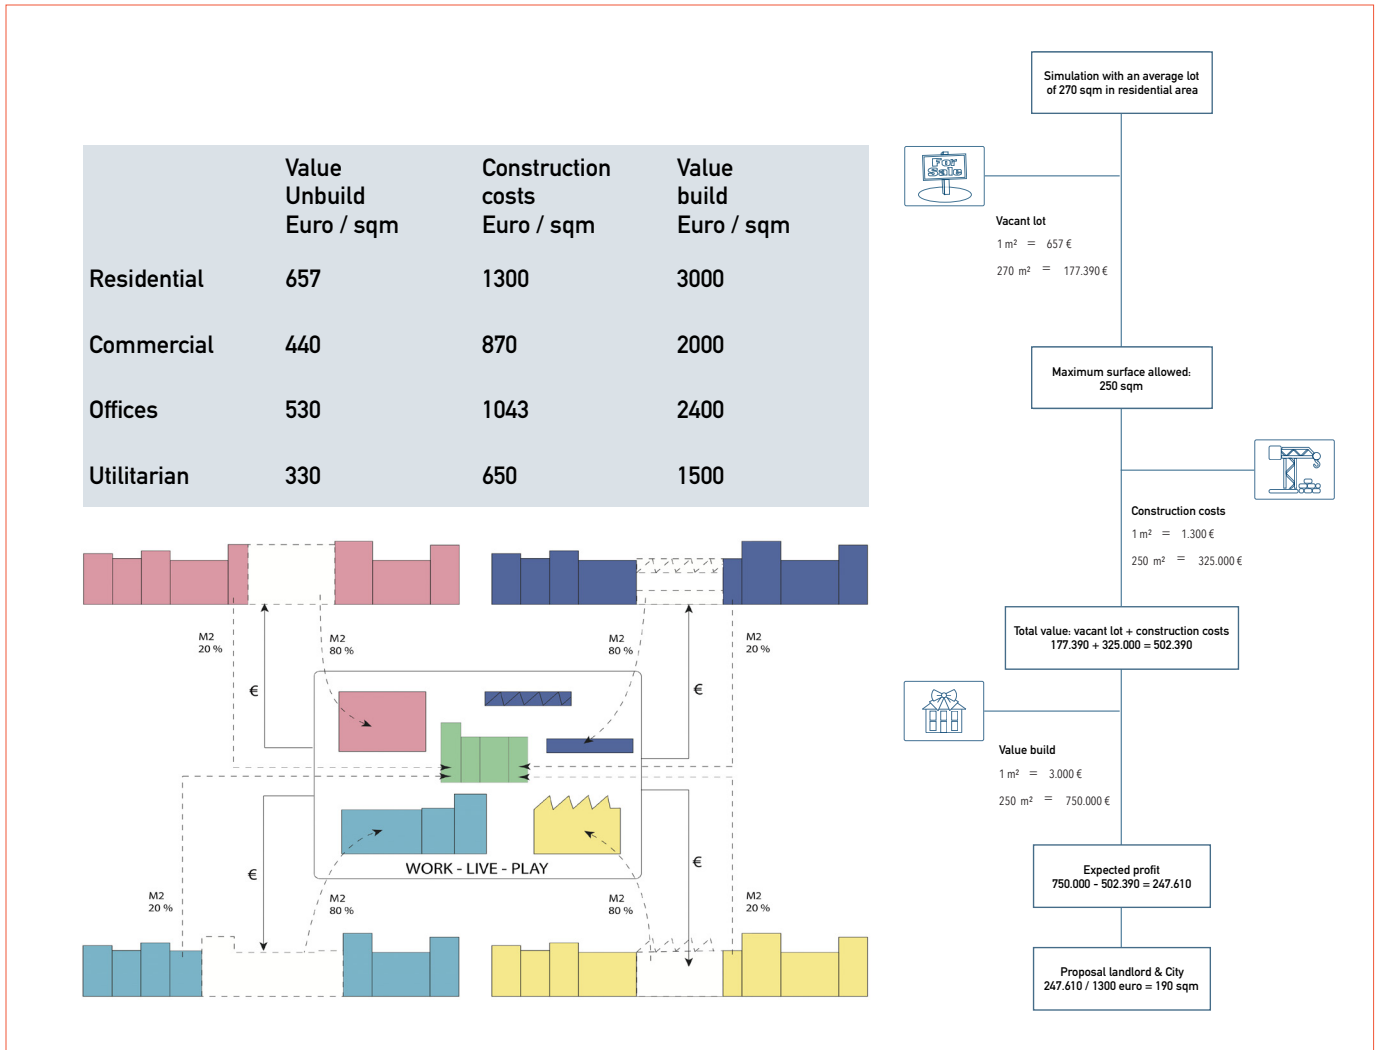 Value Unbuild Euro / sqm
Construction costs Euro / sqm
Value build Euro / sqm
Residential 657 1300 3000
Commercial 440 870 2000
Offices 530 1043 2400
Utilitarian 330 650 1500
M2
20 %
M2
80 %
M2
80 %
M2
20 %
€
€
€
€
WORK - LIVE - PLAY
M2
20 %
M2
80 %
M2
80 %
M2
20 %
Simulation with an average lot
of 270 sqm in residential area
For
Sale
Vacant lot
1 m² = 657 €
270 m² = 177.390 €
Maximum surface allowed:
250 sqm
Construction costs
1 m² = 1.300 €
250 m² = 325.000 €
Total value: vacant lot + construction costs
177.390 + 325.000 = 502.390
Value build
1 m² = 3.000 €
250 m² = 750.000 €
Expected profit
750.000 - 502.390 = 247.610
Proposal landlord & City
247.610 / 1300 euro = 190 sqm